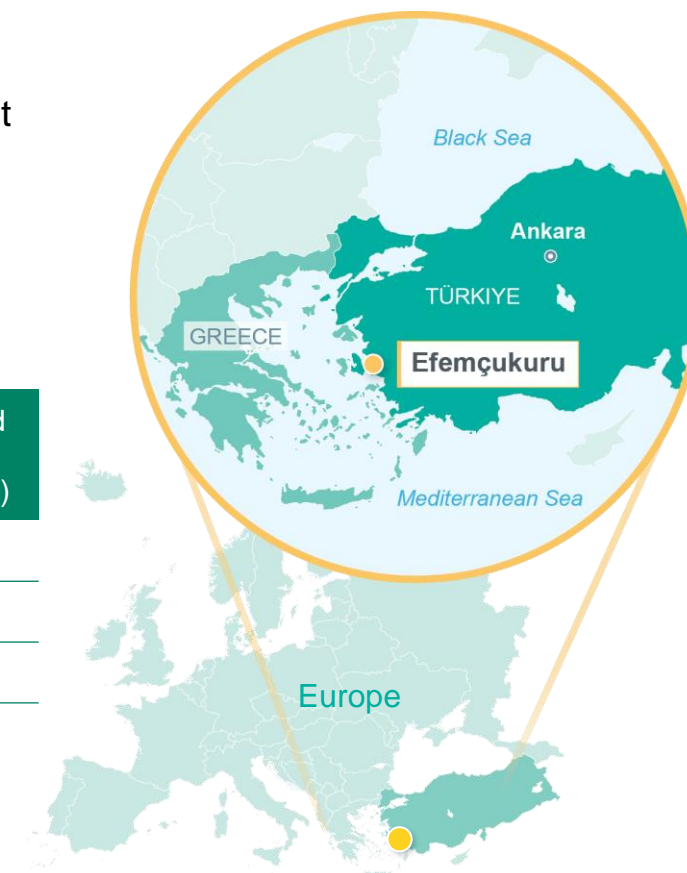 t
Black Sea
Ankara
TÜRKIYE
GREECE
Efemçukuru
d
)
Mediterranean Sea
Europe